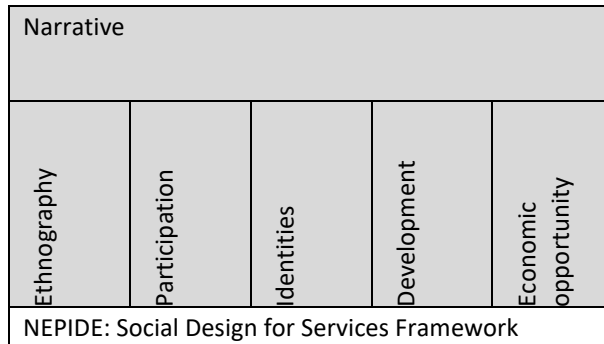 Narrative
Ethnography
Participation
Identities
Development
Economic
opportunity
NEPIDE: Social Design for Services Framework